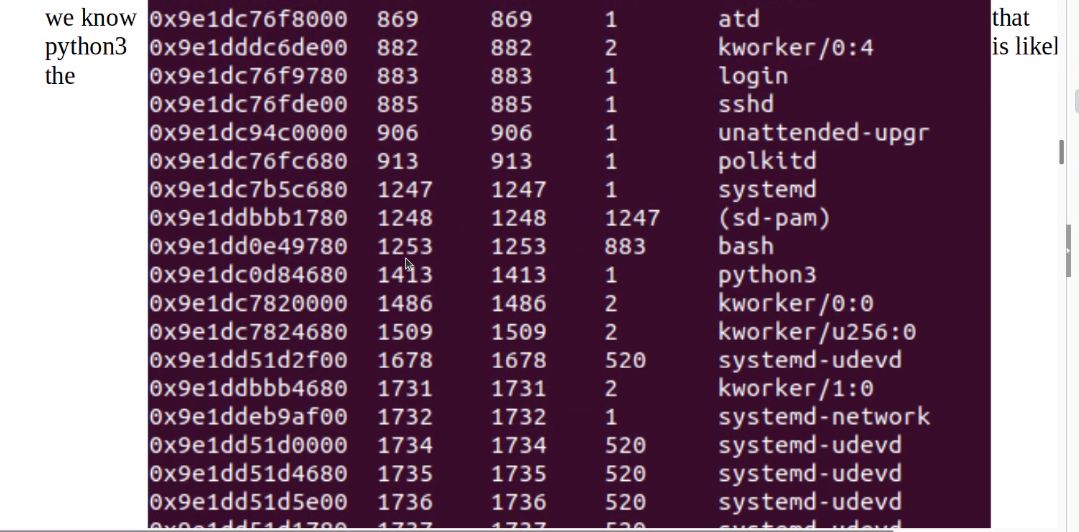 we know
python3
the
0x9e1dc76f8000 869 869 1 atd
0x9e1dddc6de00 882 882 2 kworker/0:4
0x9e1dc76f9780 883 883 1 login
0x9e1dc76fde00 885 885 1 sshd
0x9e1dc94c0000 906 906 1 unattended-upgr
0x9e1dc76fc680 913 913 1 polkitd
0x9e1dc7b5c680 1247 1247 1 systemd
0x9e1ddbbb1780 1248 1248 1247 (sd-pam)
0x9e1dd0e49780 1253 1253 883 bash
0x9e1dc0d84680 1413 1413 1 python3
0x9e1dc7820000 1486 1486 2 kworker/0:0
0x9e1dc7824680 1509 1509 2 kworker/u256:0
0x9e1dd51d2f00 1678 1678 520 systemd-udevd
0x9e1ddbbb4680 1731 1731 2 kworker/1:0
0x9e1ddeb9af00 1732 1732 1 systemd-network
0x9e1dd51d0000 1734 1734 520 systemd-udevd
0x9e1dd51d4680 1735 1735 520 systemd-udevd
0x9e1dd51d5e00 1736 1736 520 systemd-udevd
that
is likel